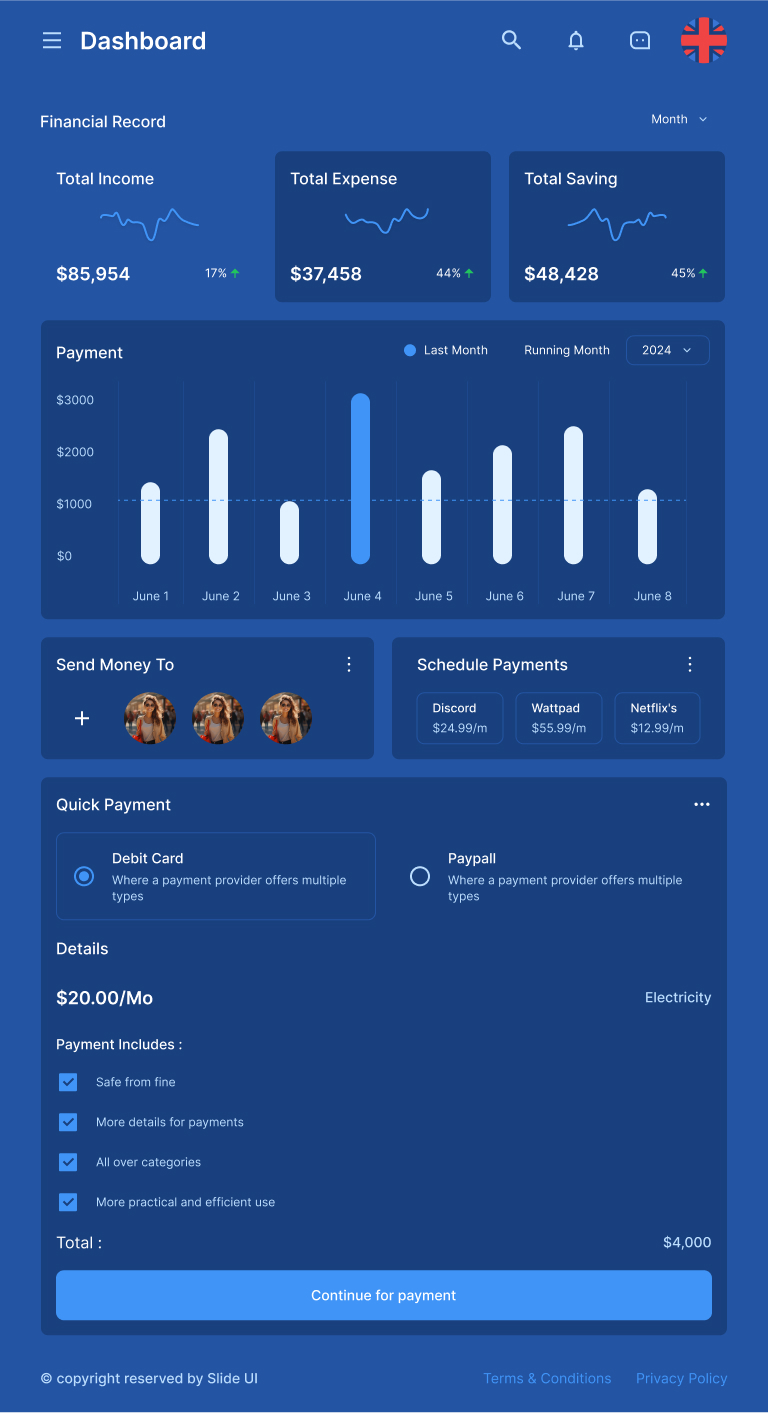 Dashboard
Financial Record
Month
Total Income
$85,954
17%
Total Expense
$37,458
44%
Total Saving
$48,428
45%
Payment
Last Month
Running Month
2024
$3000
$2000
$1000
$0
June 1
June 2
June 3
June 4
June 5
June 6
June 7
June 8
Send Money To
Schedule Payments
Discord
$24.99/m
Wattpad
$55.99/m
Netflix's
$12.99/m
Quick Payment
Debit Card
Where a payment provider offers multiple
types
Paypall
Where a payment provider offers multiple
types
Details
$20.00/Mo
Electricity
Payment Includes :
Safe from fine
More details for payments
All over categories
More practical and efficient use
Total :
$4,000
Continue for payment
© copyright reserved by Slide UI
Terms & Conditions
Privacy Policy